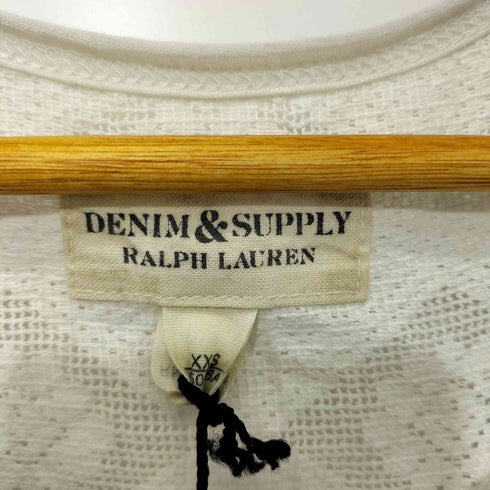 DENIM & SUPPLY
RALPH LAUREN
XXS